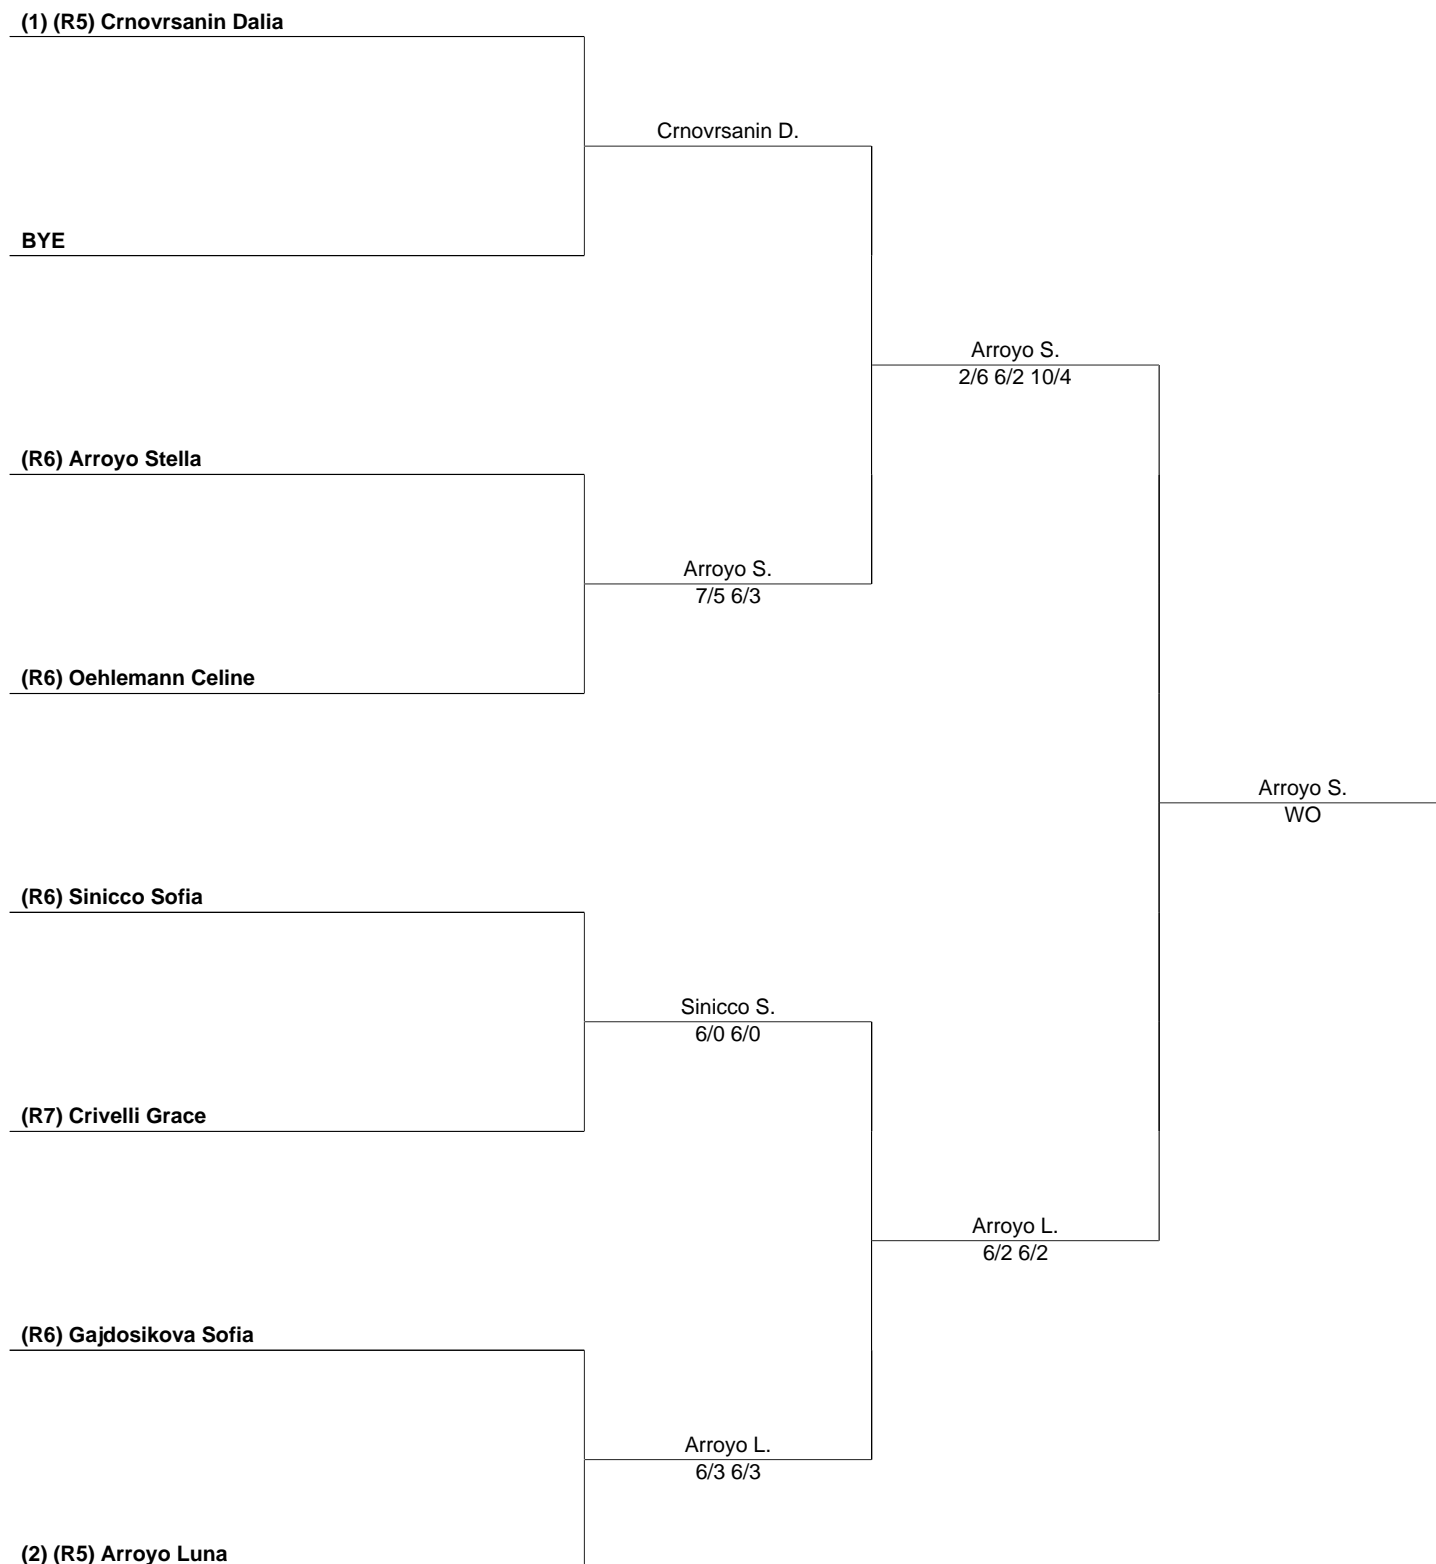 (1) (R5) Crnovrsanin Dalia
Crnovrsanin D.
BYE
Arroyo S.
2/6 6/2 10/4
(R6) Arroyo Stella
Arroyo S.
7/5 6/3
(R6) Oehlemann Celine
Arroyo S.
WO
(R6) Sinicco Sofia
Sinicco S.
6/0 6/0
(R7) Crivelli Grace
Arroyo L.
6/2 6/2
(R6) Gajdosikova Sofia
Arroyo L.
6/3 6/3
(2) (R5) Arroyo Luna